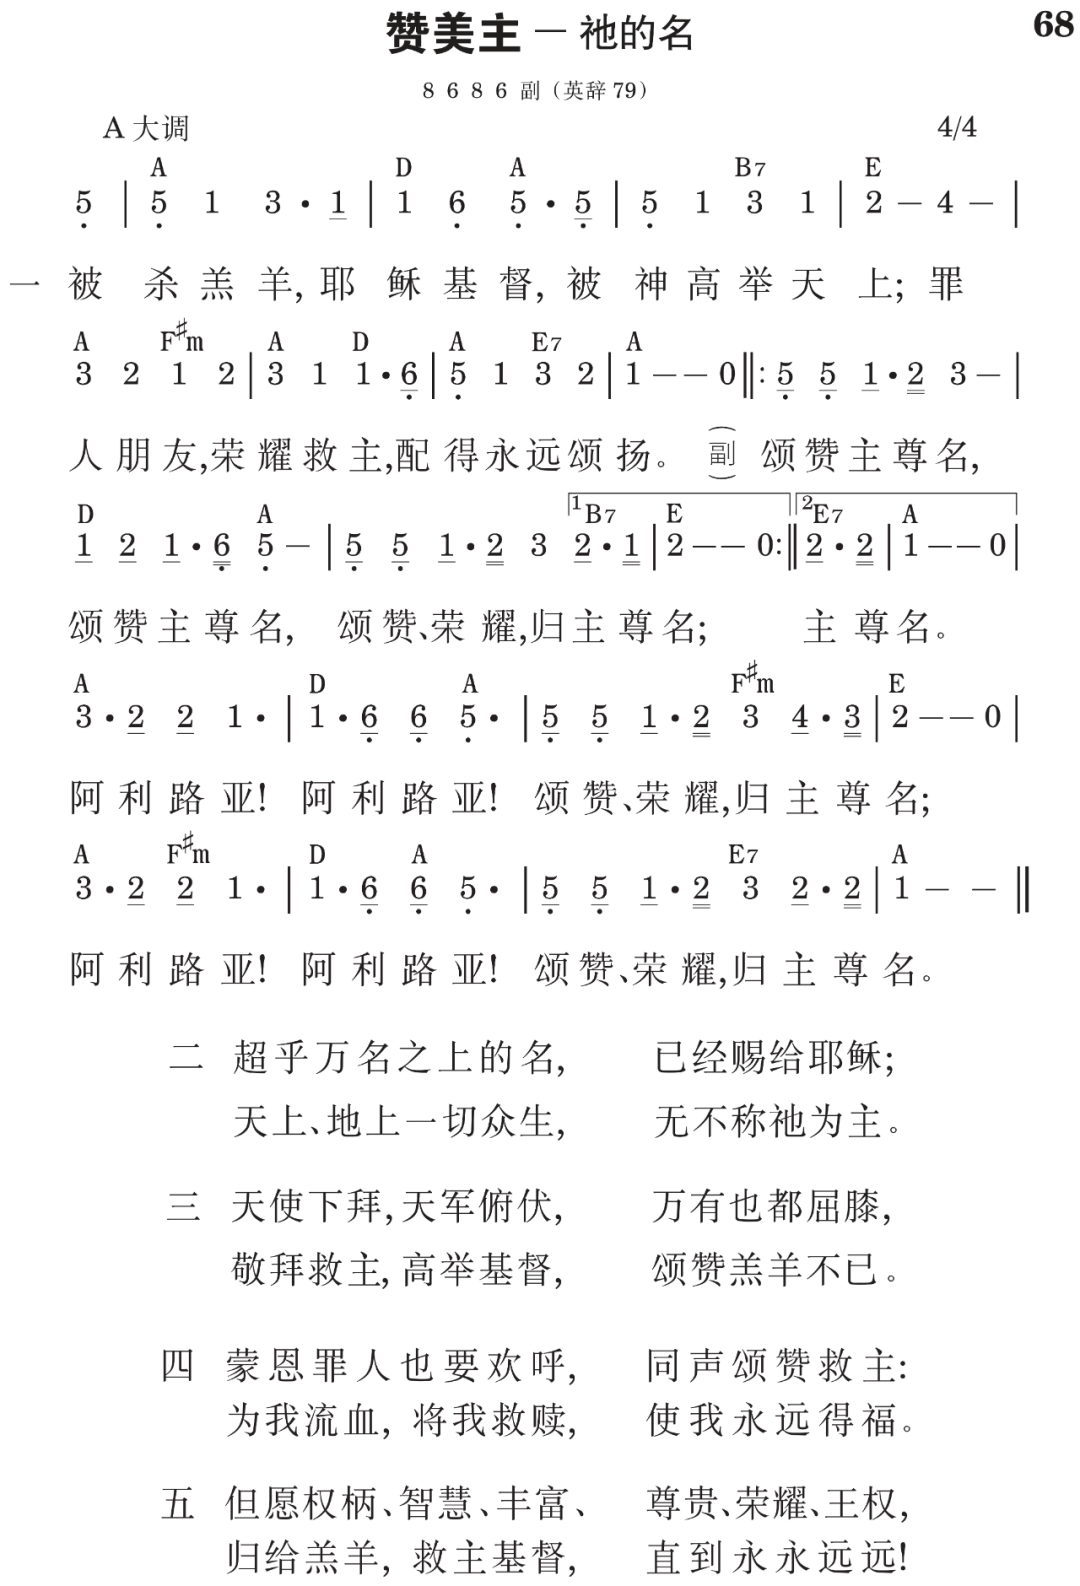 赞美主－祂的名
68
8 6 8 6 副（英辞 79）
A 大调 4/4
A D A B7 E
5 | 5 1 3 · 1 | 1 6 5 · 5 | 5 1 3 1 | 2 － 4 － |
一 被 杀 羔 羊, 耶 稣 基 督, 被 神 高 举 天 上; 罪
A F♯m A D A E7 A
3 2 1 2 | 3 1 1 · 6 | 5 1 3 2 | 1 － － 0 ‖: 5 5 1 · 2 3 － |
人 朋 友, 荣 耀 救 主, 配 得 永 远 颂 扬。（副）颂 赞 主 尊 名,
D A 1 B7 E 2 E7 A
1 2 1 · 6 5 － | 5 5 1 · 2 3 2 · 1 | 2 － － 0 :‖ 2 · 2 | 1 － － 0 |
颂 赞 主 尊 名, 颂 赞、荣 耀, 归 主 尊 名; 主 尊 名。
A D A F♯m E
3 · 2 2 1 · | 1 · 6 6 5 · | 5 5 1 · 2 3 4 · 3 | 2 － － 0 |
阿 利 路 亚! 阿 利 路 亚! 颂 赞、荣 耀, 归 主 尊 名;
A F♯m D A E7 A
3 · 2 2 1 · | 1 · 6 6 5 · | 5 5 1 · 2 3 2 · 2 | 1 － － ‖
阿 利 路 亚! 阿 利 路 亚! 颂 赞、荣 耀, 归 主 尊 名。
二 超乎万名之上的名, 已经赐给耶稣;
天上、地上一切众生, 无不称祂为主。
三 天使下拜, 天军俯伏, 万有也都屈膝,
敬拜救主, 高举基督, 颂赞羔羊不已。
四 蒙恩罪人也要欢呼, 同声颂赞救主:
为我流血, 将我救赎, 使我永远得福。
五 但愿权柄、智慧、丰富、 尊贵、荣耀、王权,
归给羔羊, 救主基督, 直到永永远远!